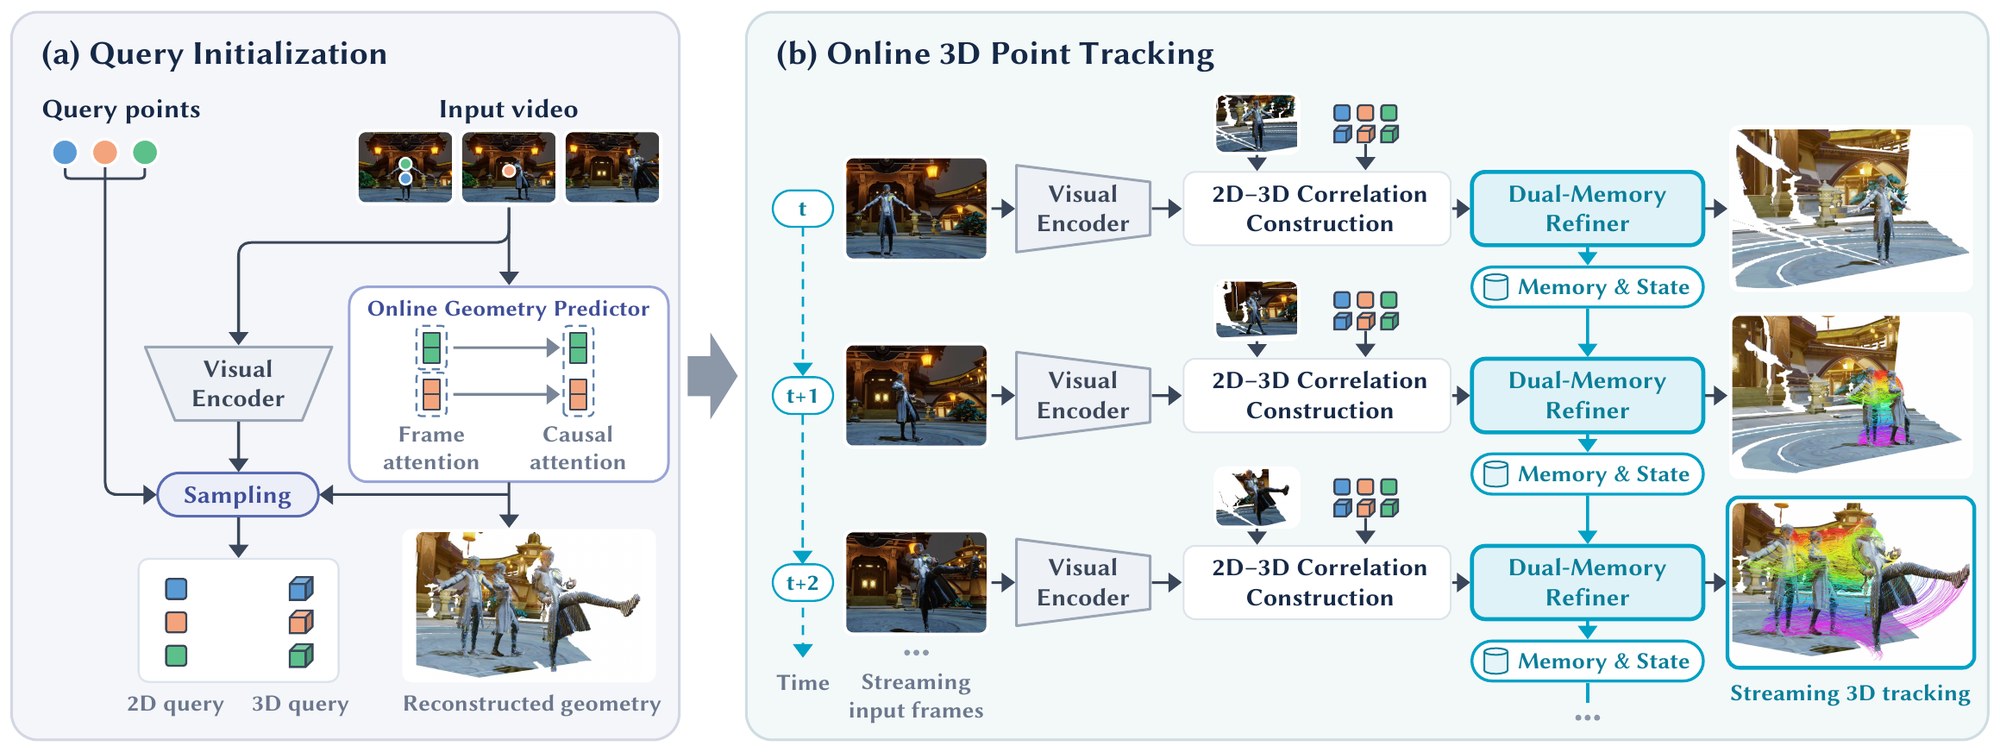 (a) Query Initialization
Query points
Input video
Online Geometry Predictor
Visual
Encoder
Frame
attention
Causal
attention
Sampling
2D query
3D query
Reconstructed geometry
(b) Online 3D Point Tracking
t
Visual
Encoder
2D–3D Correlation
Construction
Dual-Memory
Refiner
Memory & State
t+1
Visual
Encoder
2D–3D Correlation
Construction
Dual-Memory
Refiner
Memory & State
t+2
Visual
Encoder
2D–3D Correlation
Construction
Dual-Memory
Refiner
Memory & State
...
Time
Streaming
input frames
...
Streaming 3D tracking